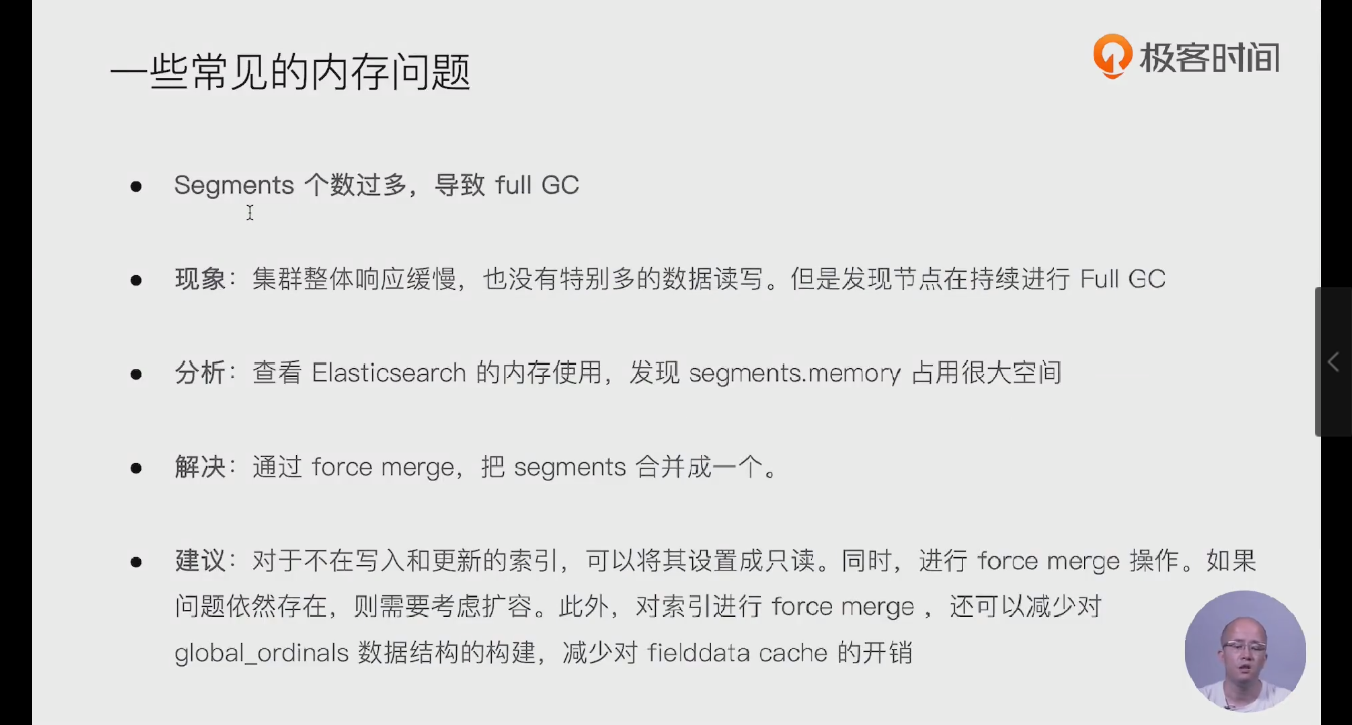 一些常见的内存问题
极客时间
● Segments 个数过多，导致 full GC
● 现象：集群整体响应缓慢，也没有特别多的数据读写。但是发现节点在持续进行 Full GC
● 分析：查看 Elasticsearch 的内存使用，发现 segments.memory 占用很大空间
● 解决：通过 force merge，把 segments 合并成一个。
● 建议：对于不在写入和更新的索引，可以将其设置成只读。同时，进行 force merge 操作。如果
问题依然存在，则需要考虑扩容。此外，对索引进行 force merge ，还可以减少对
global_ordinals 数据结构的构建，减少对 fielddata cache 的开销